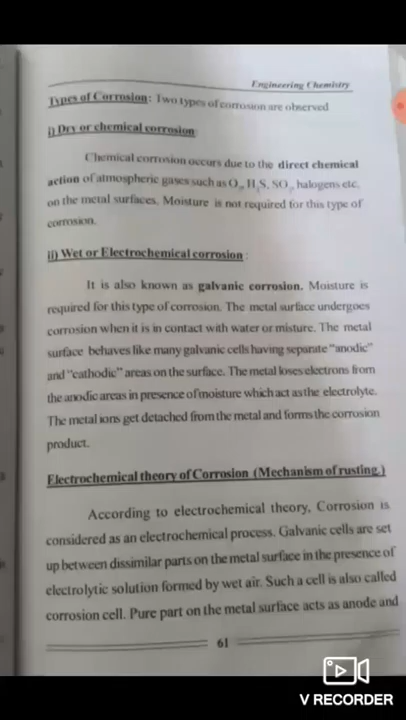 Engineering Chemistry
Types of Corrosion: Two types of corrosion are observed
i) Dry or chemical corrosion:
Chemical corrosion occurs due to the direct chemical
action of atmospheric gases such as O2, H2S, SO2, halogens etc.
on the metal surfaces. Moisture is not required for this type of
corrosion.
ii) Wet or Electrochemical corrosion :
It is also known as galvanic corrosion. Moisture is
required for this type of corrosion. The metal surface undergoes
corrosion when it is in contact with water or misture. The metal
surface behaves like many galvanic cells having separate "anodic"
and "cathodic" areas on the surface. The metal loses electrons from
the anodic areas in presence of moisture which act as the electrolyte.
The metal ions get detached from the metal and forms the corrosion
product.
Electrochemical theory of Corrosion (Mechanism of rusting.)
According to electrochemical theory, Corrosion is
considered as an electrochemical process. Galvanic cells are set
up between dissimilar parts on the metal surface in the presence of
electrolytic solution formed by wet air. Such a cell is also called
corrosion cell. Pure part on the metal surface acts as anode and
61
V RECORDER